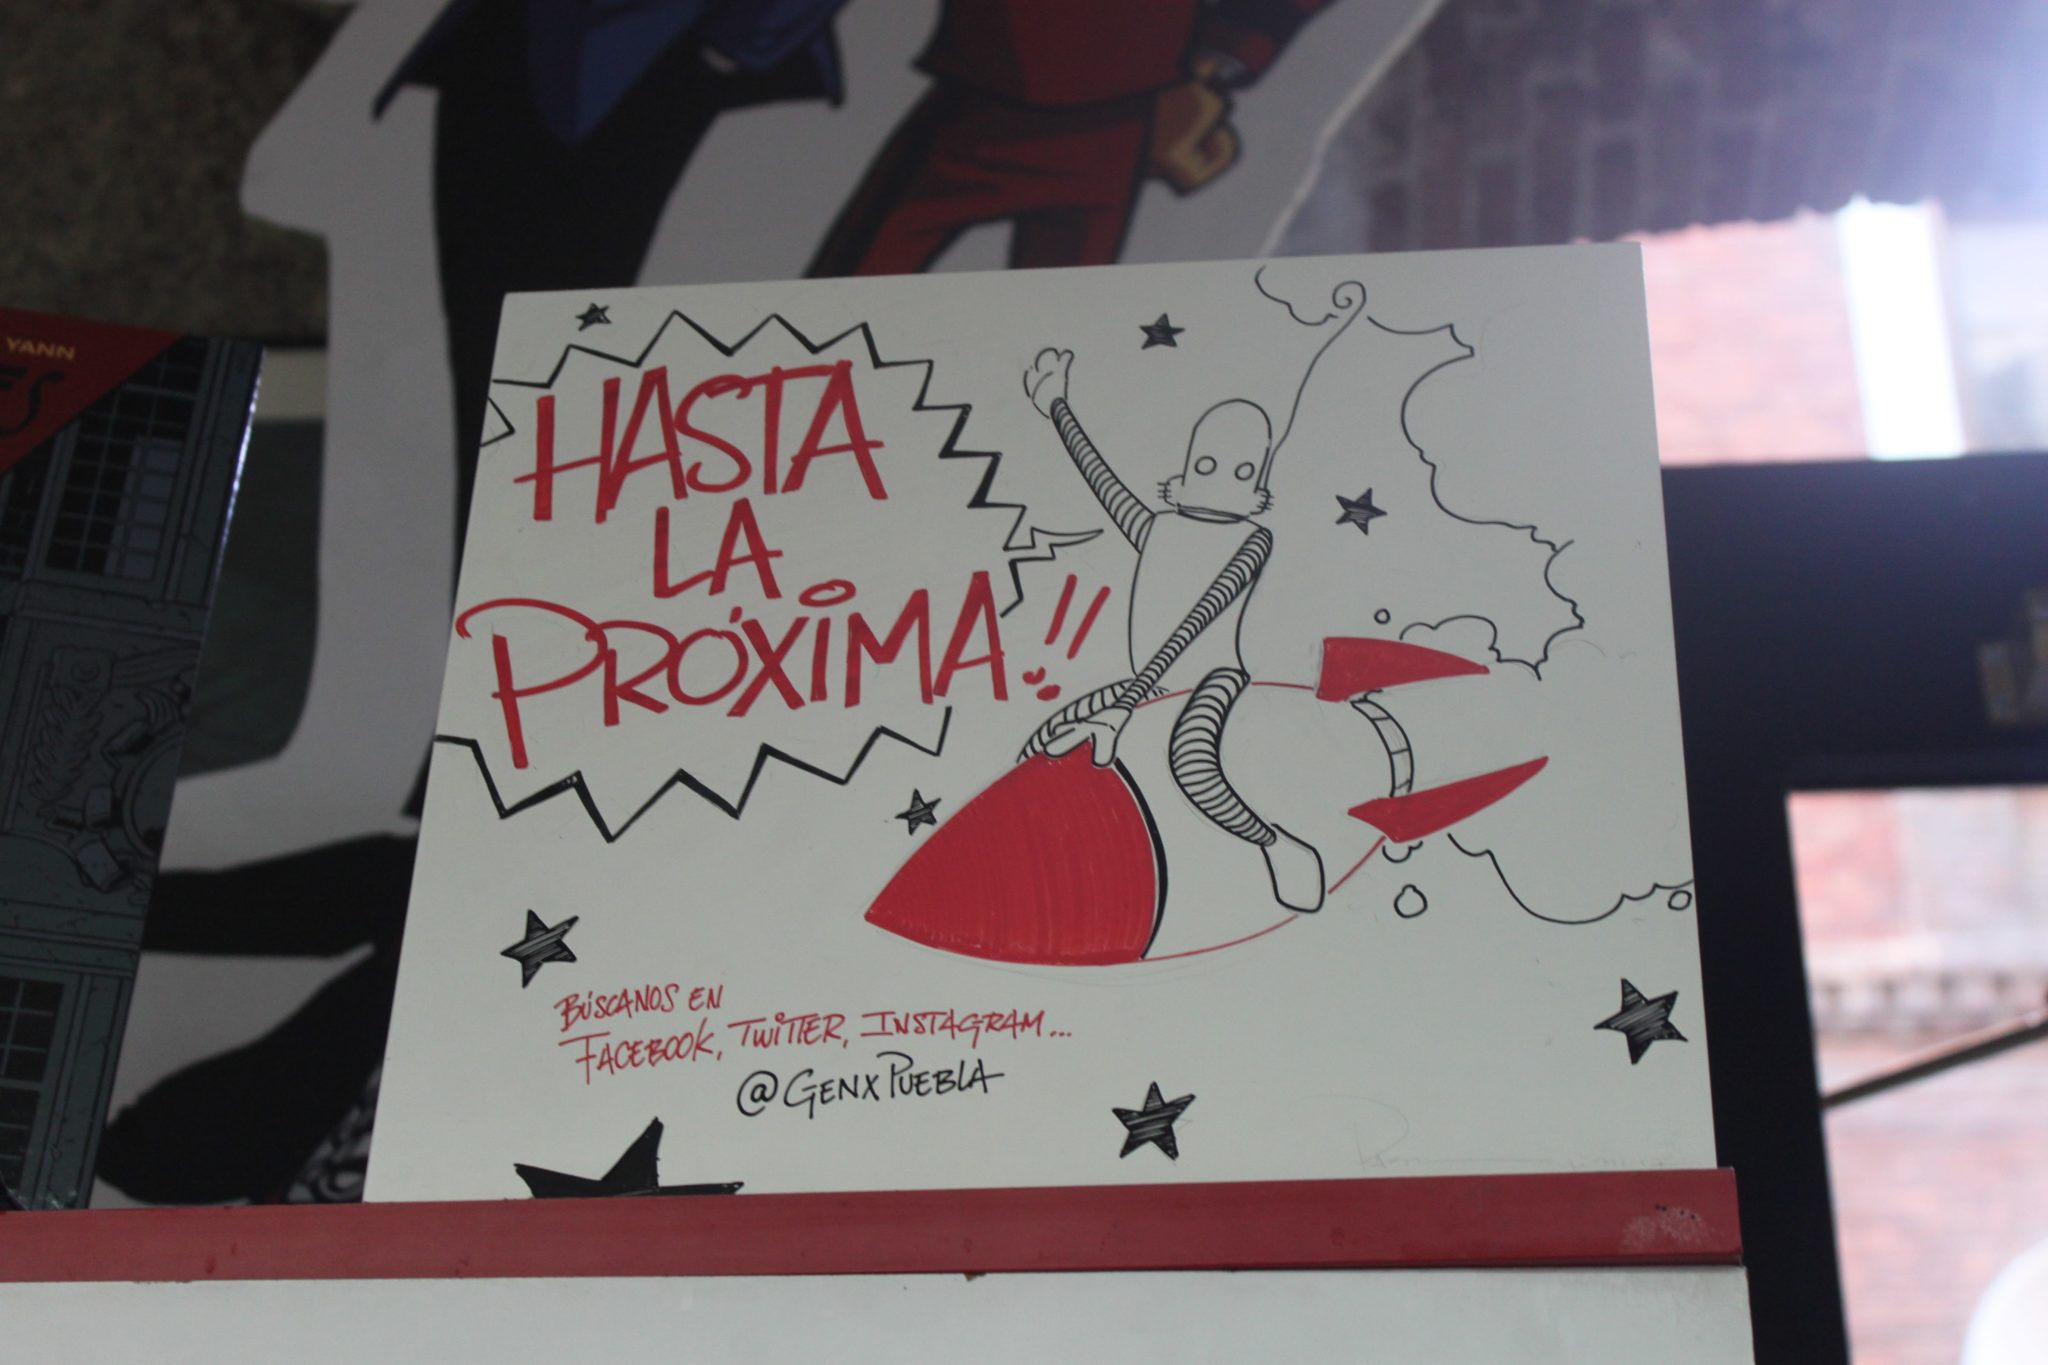 YANN
HASTA
LA
PRÓXIMA!!
BÚSCANOS EN
FACEBOOK, TWITTER, INSTAGRAM...
@GENXPUEBLA